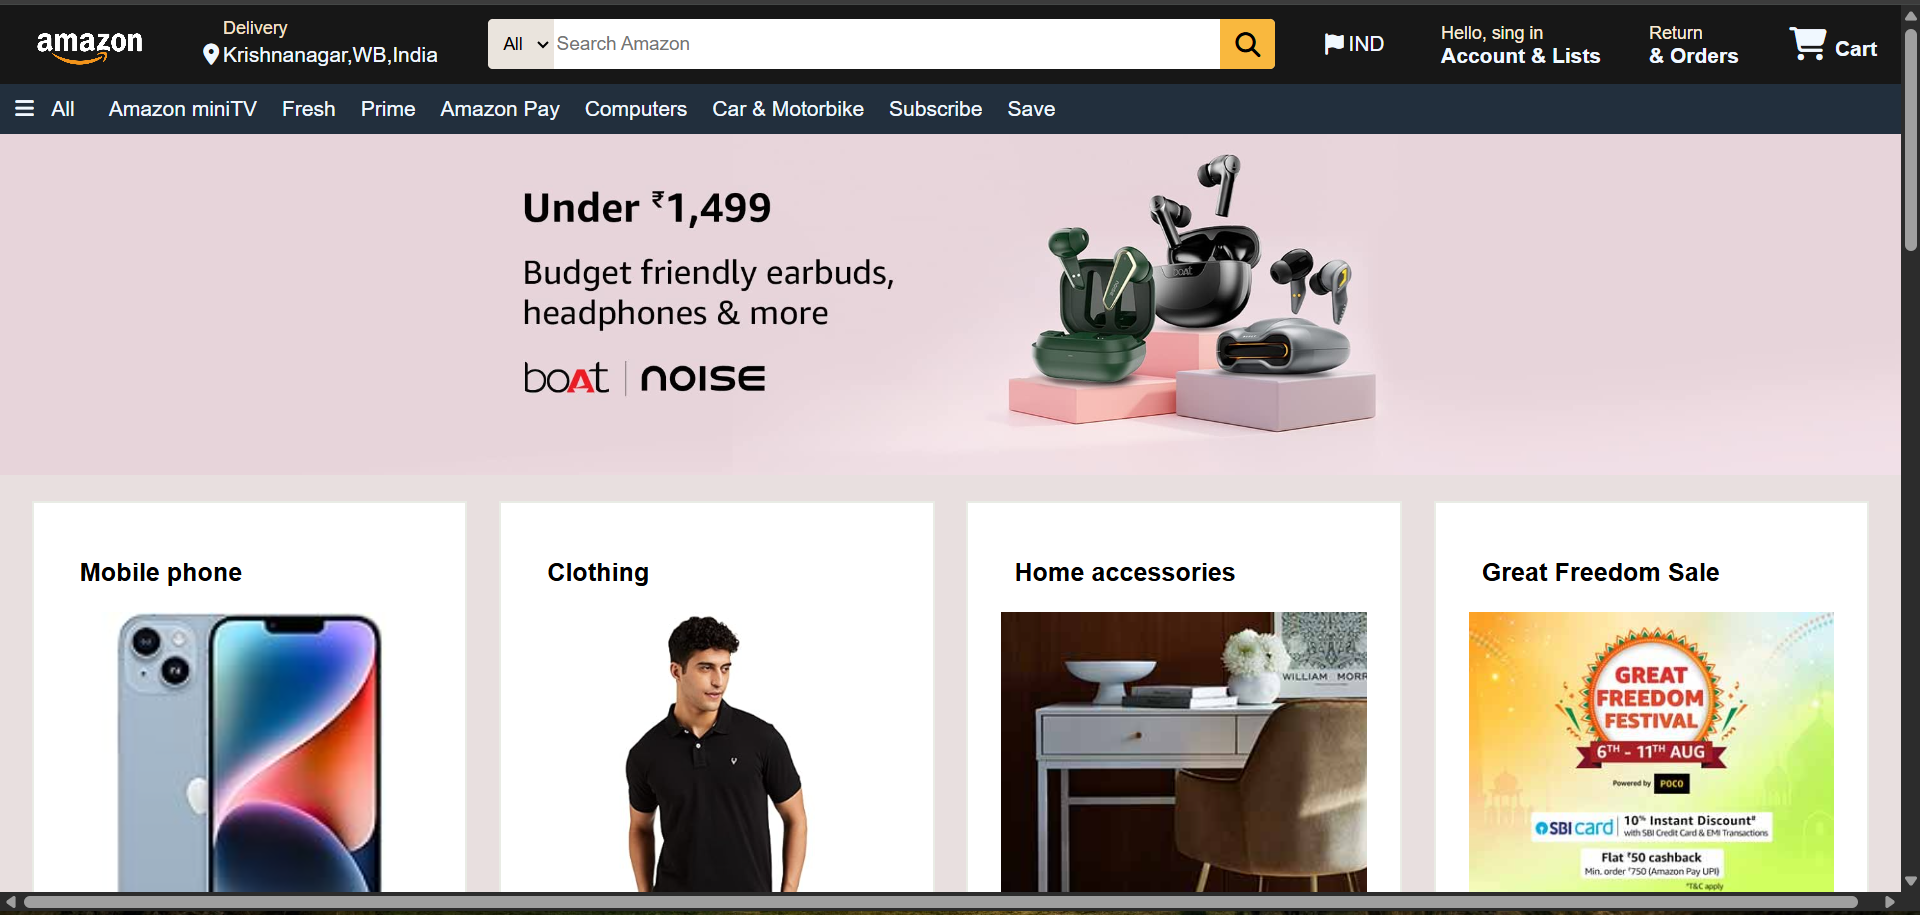 amazon
Delivery
Krishnanagar,WB,India
All
Search Amazon
IND
Hello, sing in
Account & Lists
Return
& Orders
Cart
All
Amazon miniTV
Fresh
Prime
Amazon Pay
Computers
Car & Motorbike
Subscribe
Save
Under ₹1,499
Budget friendly earbuds,
headphones & more
boAt | noise
Mobile phone
Clothing
Home accessories
WILLIAM MORR
Great Freedom Sale
GREAT
FREEDOM
FESTIVAL
6TH - 11TH AUG
Powered by POCO
SBI card
10% Instant Discount*
with SBI Credit Card & EMI Transactions
Flat ₹50 cashback
Min. order ₹750 (Amazon Pay UPI)
*T&C apply